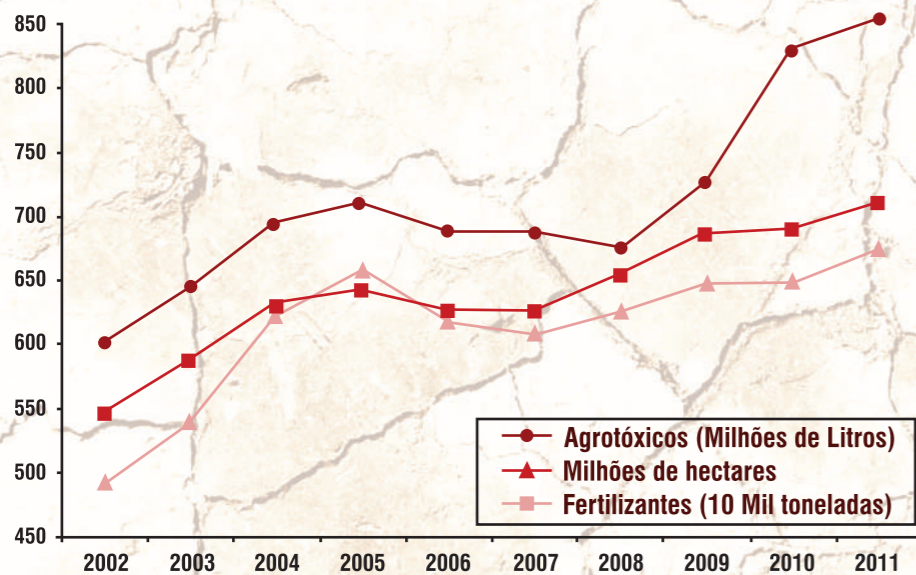 850
800
750
700
650
600
550
500
450
Agrotóxicos (Milhões de Litros)
Milhões de hectares
Fertilizantes (10 Mil toneladas)
2002 2003 2004 2005 2006 2007 2008 2009 2010 2011